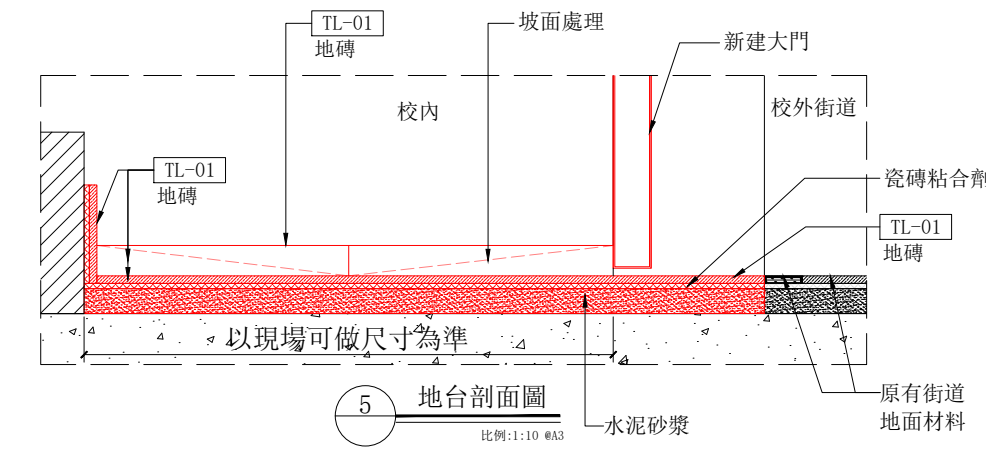 TL-01
地磚
坡面處理
新建大門
校內
校外街道
TL-01
地磚
瓷磚粘合劑
TL-01
地磚
以現場可做尺寸為準
5
地台剖面圖
比例:1:10 @A3
水泥砂漿
原有街道
地面材料